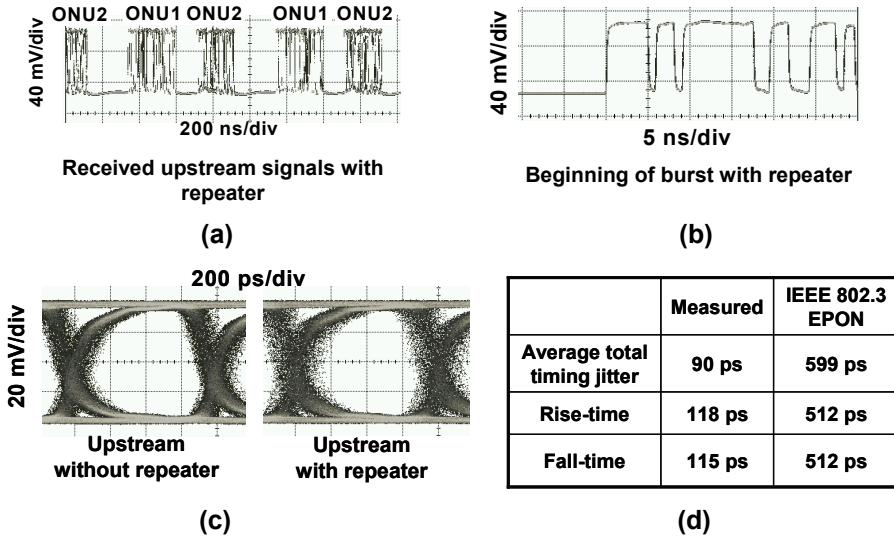 ONU2 ONU1 ONU2 ONU1 ONU2
40 mV/div
200 ns/div
Received upstream signals with
repeater
(a)
40 mV/div
5 ns/div
Beginning of burst with repeater
(b)
200 ps/div
20 mV/div
Upstream
without repeater
Upstream
with repeater
(c)
Measured
IEEE 802.3
EPON
Average total
timing jitter
90 ps
599 ps
Rise-time
118 ps
512 ps
Fall-time
115 ps
512 ps
(d)